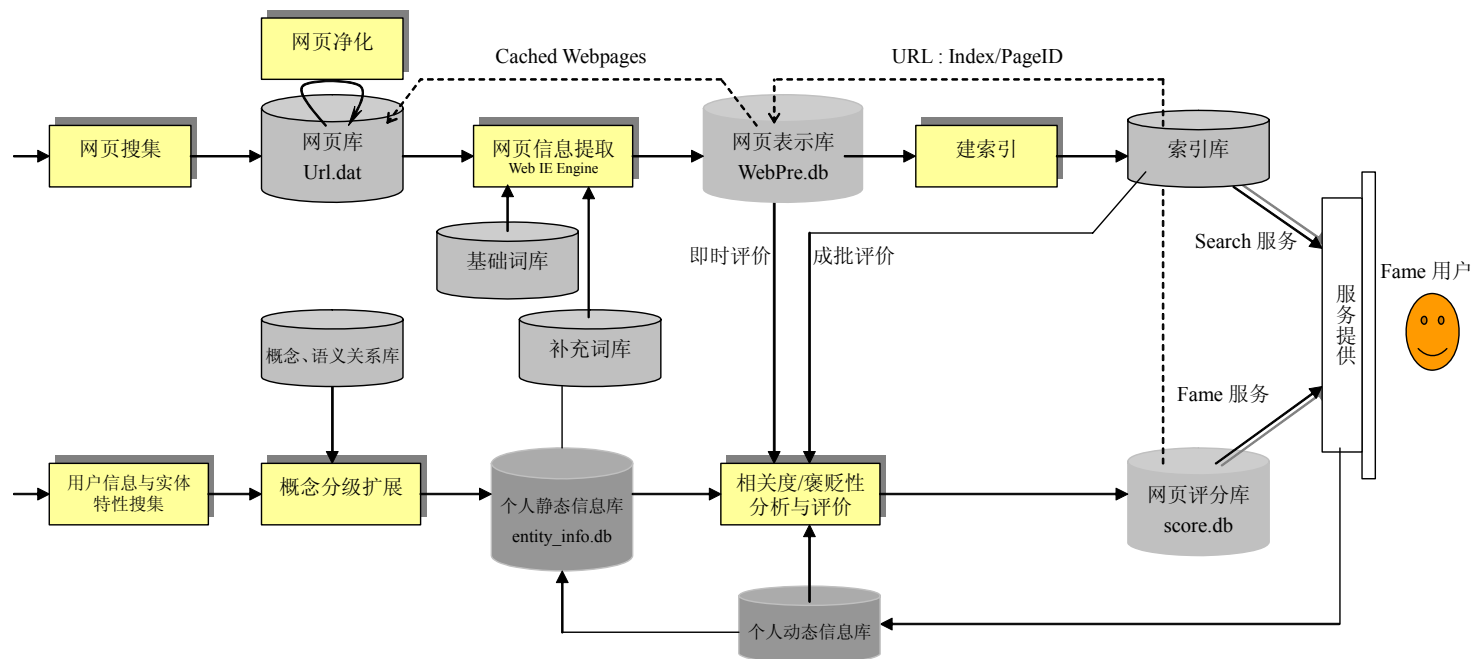 网页净化
Cached Webpages
URL : Index/PageID
网页搜集
网页库
Url.dat
网页信息提取
Web IE Engine
网页表示库
WebPre.db
建索引
索引库
基础词库
即时评价
成批评价
Search 服务
Fame 用户
服务提供
概念、语义关系库
补充词库
Fame 服务
用户信息与实体
特性搜集
概念分级扩展
个人静态信息库
entity_info.db
相关度/褒贬性
分析与评价
网页评分库
score.db
个人动态信息库